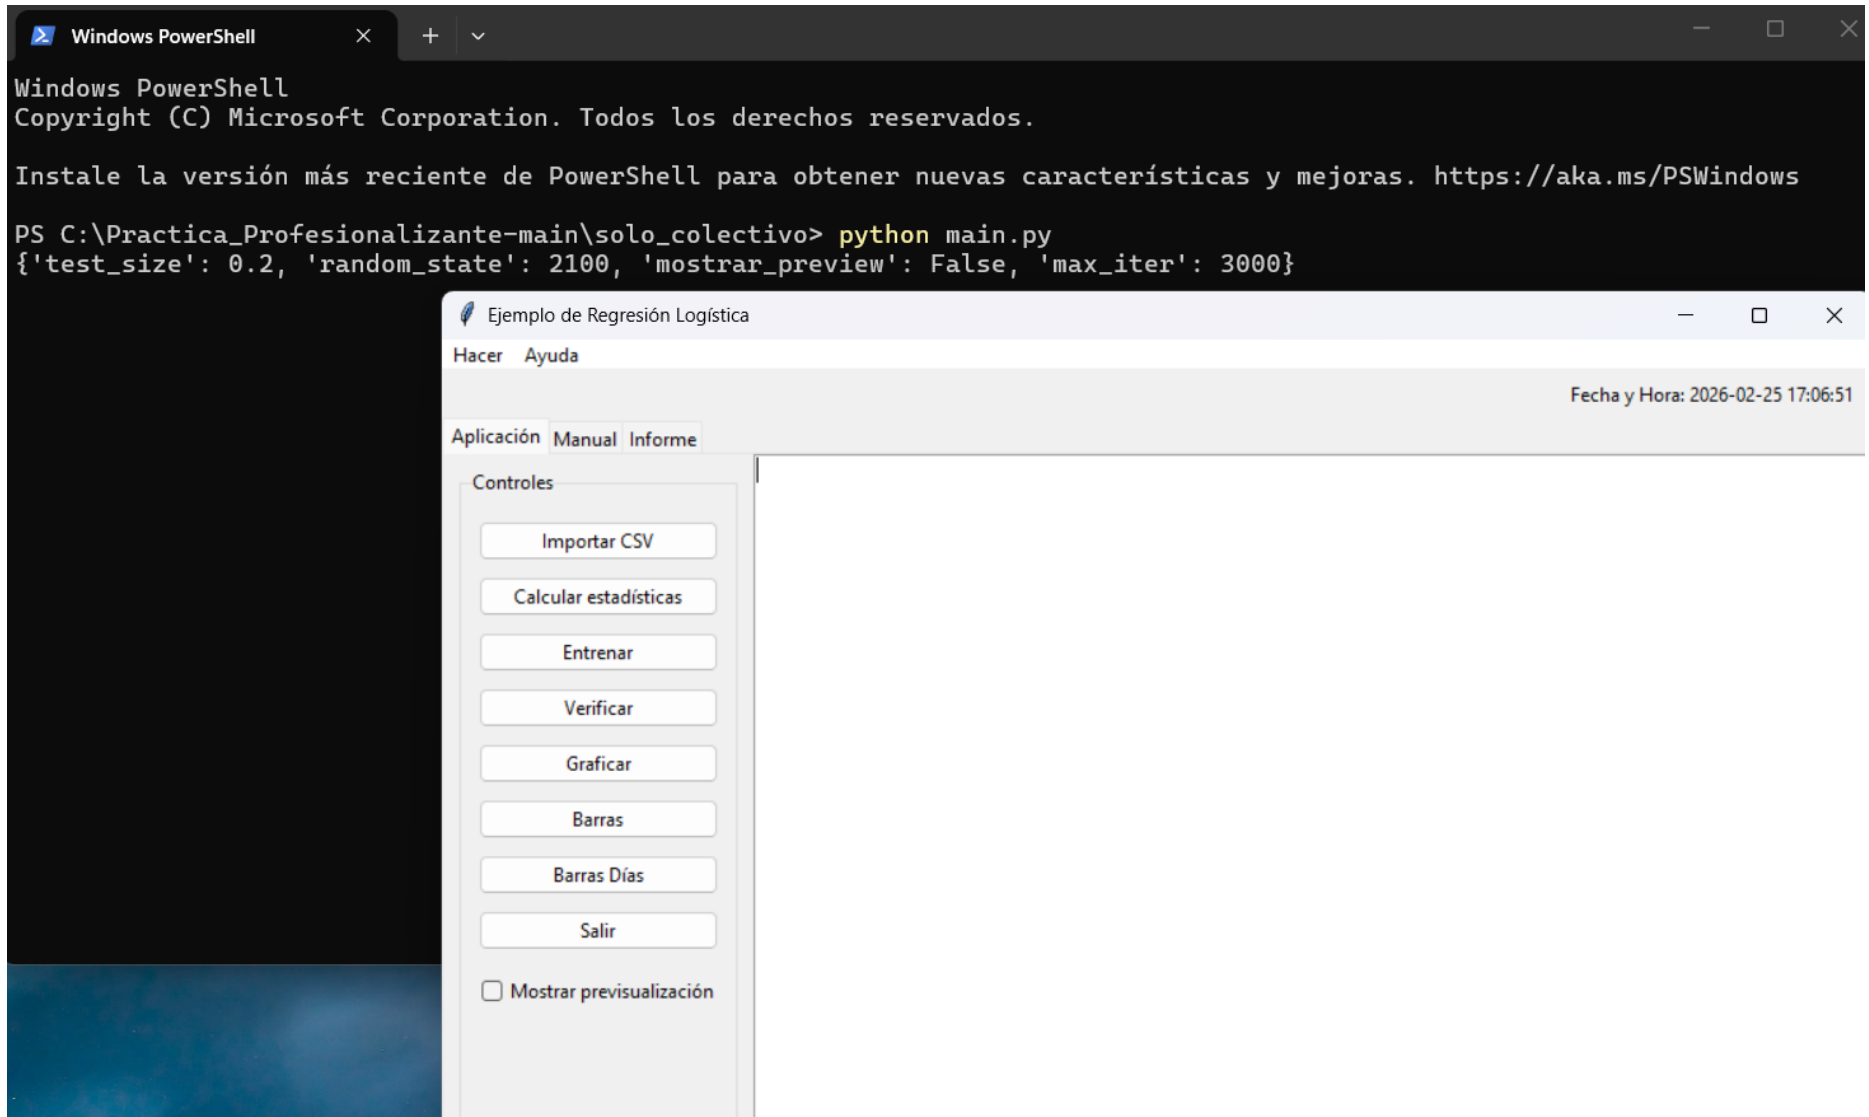 Windows PowerShell
Windows PowerShell
Copyright (C) Microsoft Corporation. Todos los derechos reservados.
Instale la versión más reciente de PowerShell para obtener nuevas características y mejoras. https://aka.ms/PSWindows
PS C:\Practica_Profesionalizante-main\solo_colectivo> python main.py
{'test_size': 0.2, 'random_state': 2100, 'mostrar_preview': False, 'max_iter': 3000}
Ejemplo de Regresión Logística
Hacer Ayuda
Fecha y Hora: 2026-02-25 17:06:51
Aplicación Manual Informe
Controles
Importar CSV
Calcular estadísticas
Entrenar
Verificar
Graficar
Barras
Barras Días
Salir
Mostrar previsualización